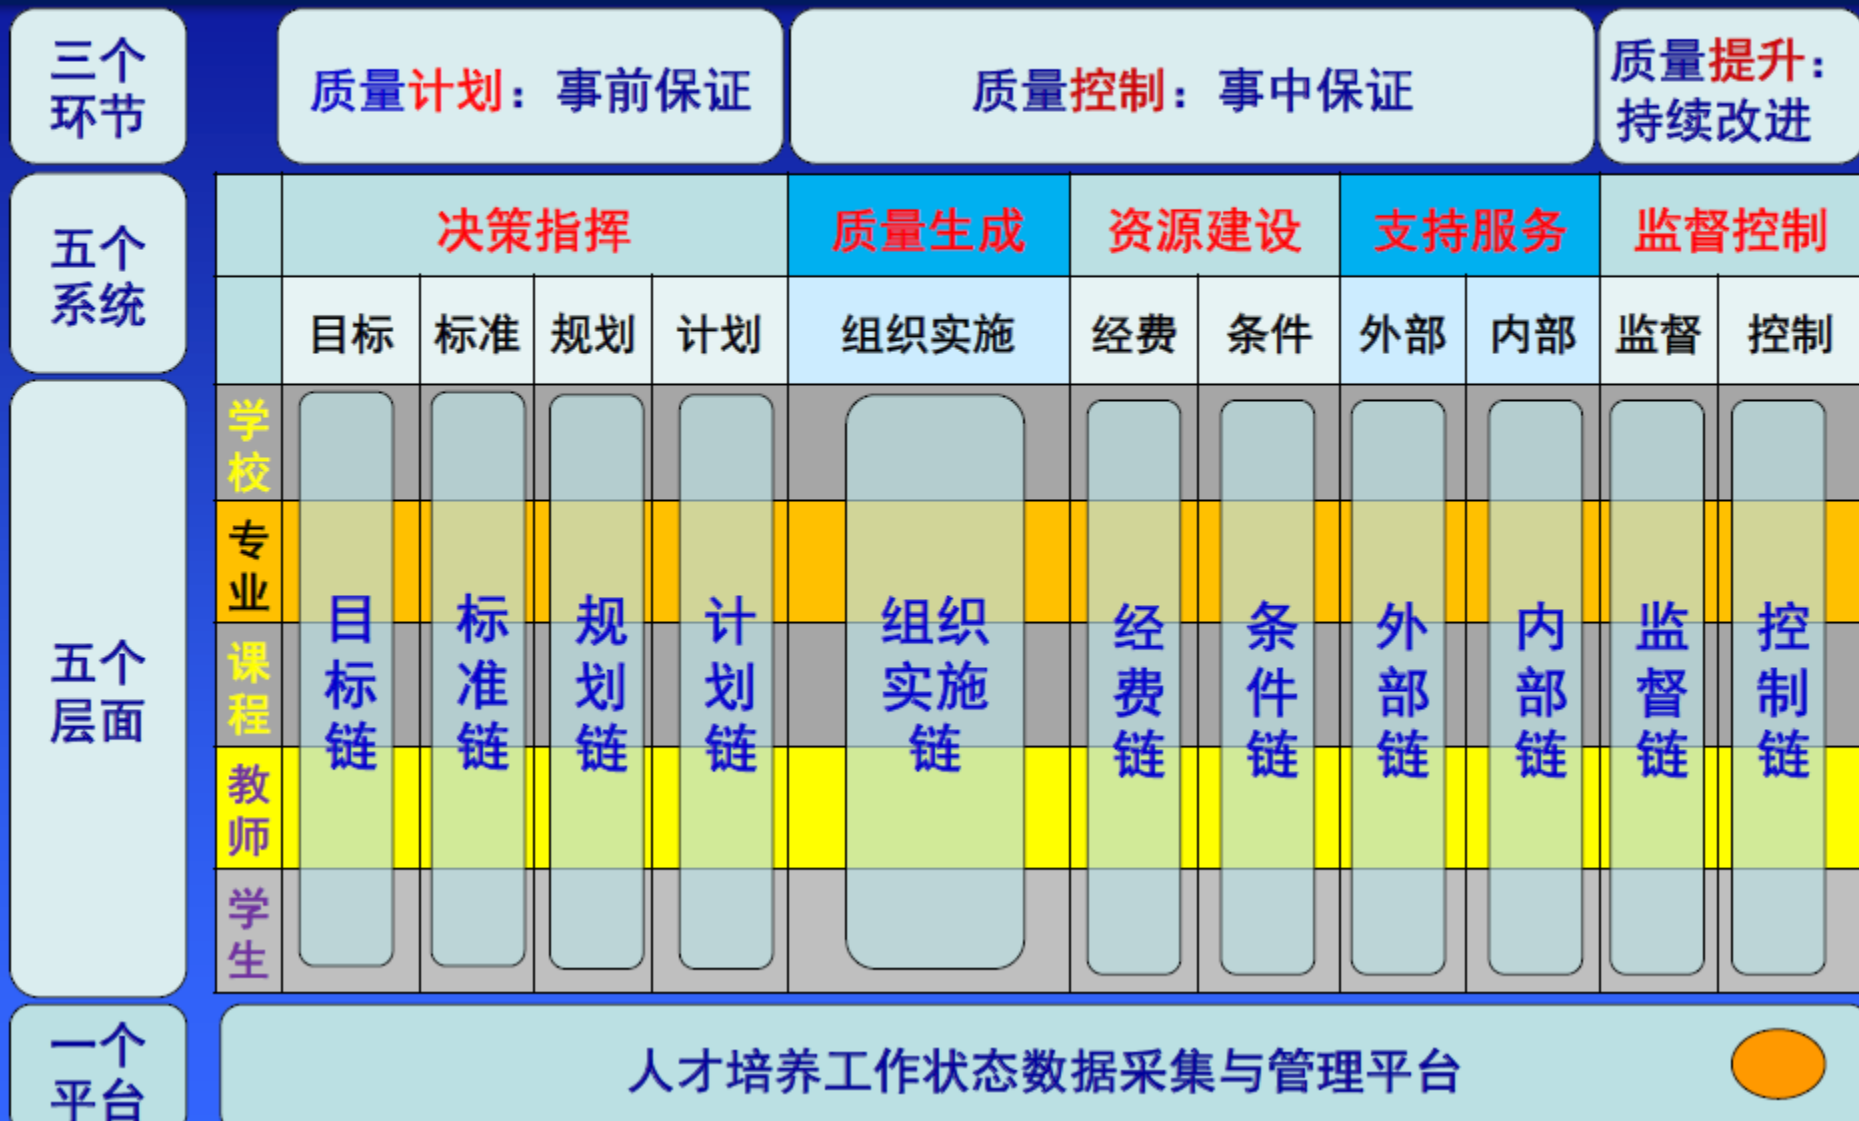 三个
环节
质量计划：事前保证
质量控制：事中保证
质量提升：
持续改进
五个
系统
决策指挥
质量生成
资源建设
支持服务
监督控制
目标
标准
规划
计划
组织实施
经费
条件
外部
内部
监督
控制
五个
层面
学
校
专
业
课
程
教
师
学
生
目
标
链
标
准
链
规
划
链
计
划
链
组织
实施
链
经
费
链
条
件
链
外
部
链
内
部
链
监
督
链
控
制
链
一个
平台
人才培养工作状态数据采集与管理平台